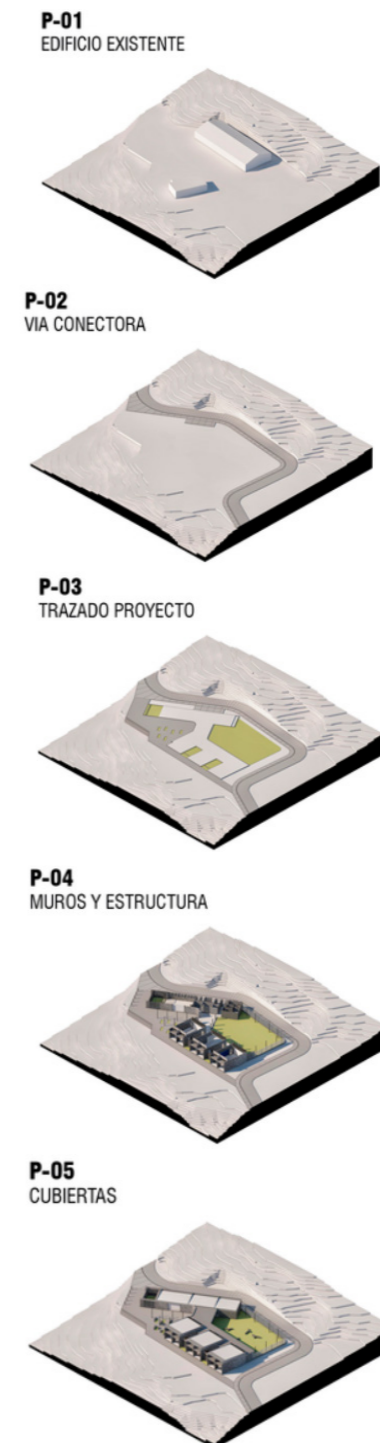 P-01
EDIFICIO EXISTENTE
P-02
VIA CONECTORA
P-03
TRAZADO PROYECTO
P-04
MUROS Y ESTRUCTURA
P-05
CUBIERTAS